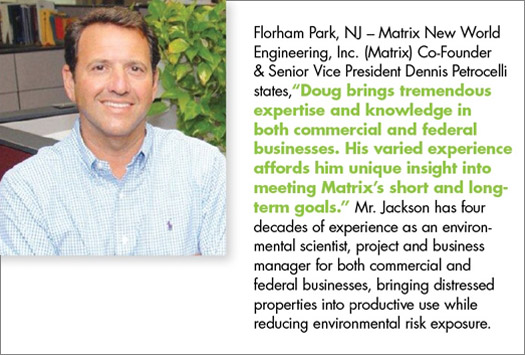 Florham Park, NJ – Matrix New World
Engineering, Inc. (Matrix) Co-Founder
& Senior Vice President Dennis Petrocelli
states,“Doug brings tremendous
expertise and knowledge in
both commercial and federal
businesses. His varied experience
affords him unique insight into
meeting Matrix’s short and long-
term goals.” Mr. Jackson has four
decades of experience as an environ-
mental scientist, project and business
manager for both commercial and
federal businesses, bringing distressed
properties into productive use while
reducing environmental risk exposure.